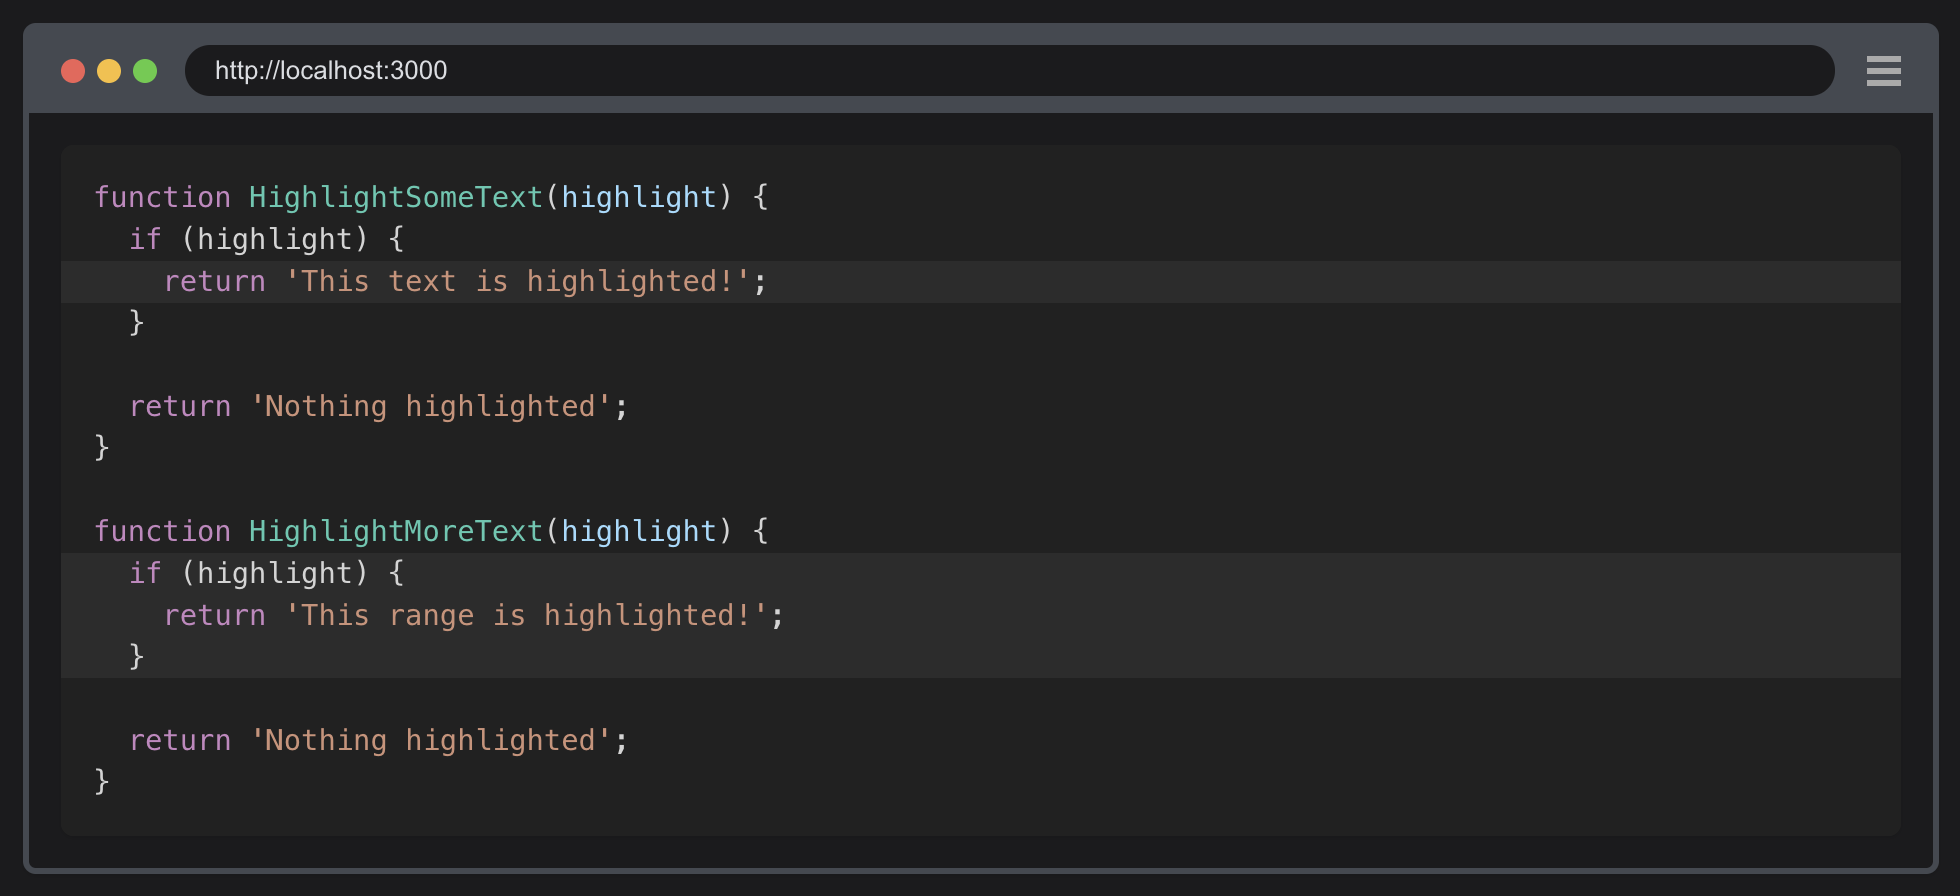 http://localhost:3000
function HighlightSomeText(highlight) {
  if (highlight) {
    return 'This text is highlighted!';
  }

  return 'Nothing highlighted';
}

function HighlightMoreText(highlight) {
  if (highlight) {
    return 'This range is highlighted!';
  }

  return 'Nothing highlighted';
}